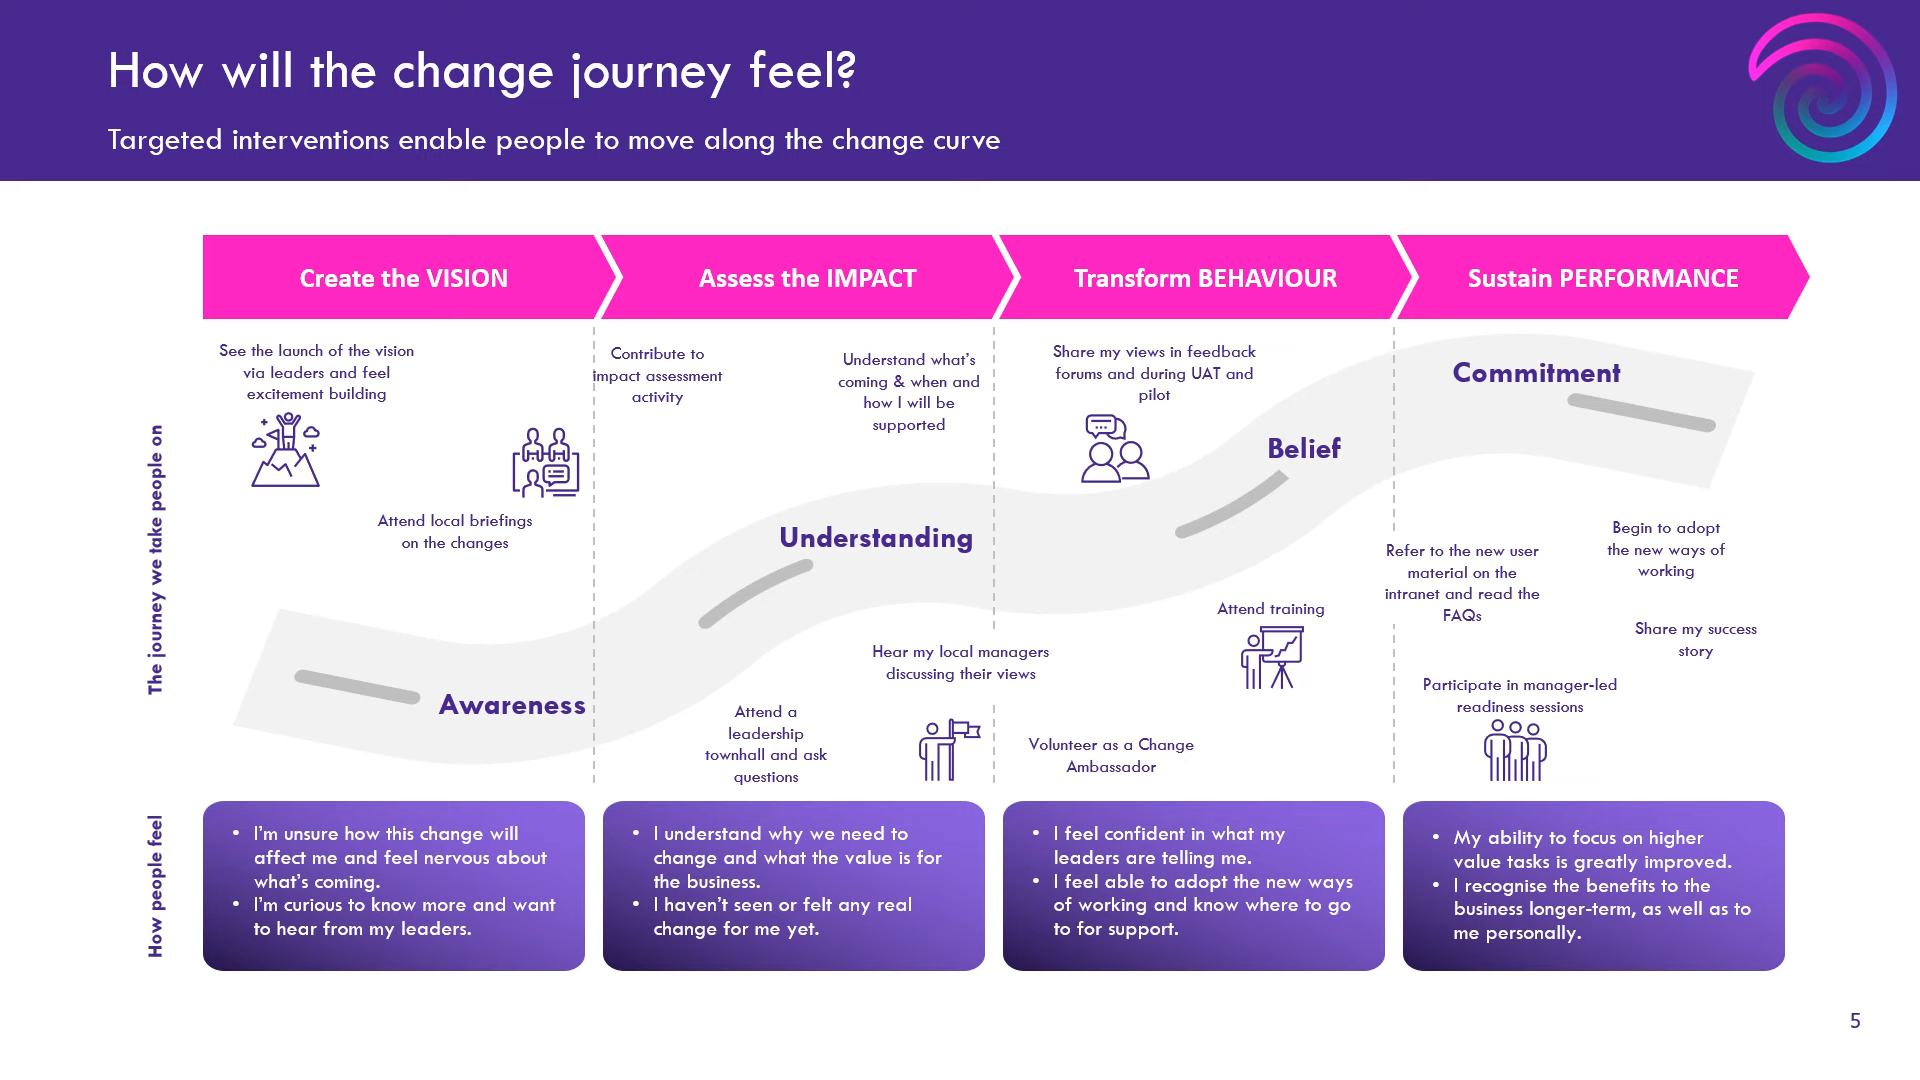 How will the change journey feel?
Targeted interventions enable people to move along the change curve
Create the VISION
Assess the IMPACT
Transform BEHAVIOUR
Sustain PERFORMANCE
The journey we take people on
See the launch of the vision
via leaders and feel
excitement building
Attend local briefings
on the changes
Awareness
Contribute to
impact assessment
activity
Understand what's
coming & when and
how I will be
supported
Understanding
Hear my local managers
discussing their views
Attend a
leadership
townhall and ask
questions
Share my views in feedback
forums and during UAT and
pilot
Belief
Attend training
Volunteer as a Change
Ambassador
Commitment
Refer to the new user
material on the
intranet and read the
FAQs
Begin to adopt
the new ways of
working
Share my success
story
Participate in manager-led
readiness sessions
How people feel
• I'm unsure how this change will
affect me and feel nervous about
what's coming.
• I'm curious to know more and want
to hear from my leaders.
• I understand why we need to
change and what the value is for
the business.
• I haven't seen or felt any real
change for me yet.
• I feel confident in what my
leaders are telling me.
• I feel able to adopt the new ways
of working and know where to go
to for support.
• My ability to focus on higher
value tasks is greatly improved.
• I recognise the benefits to the
business longer-term, as well as to
me personally.
5